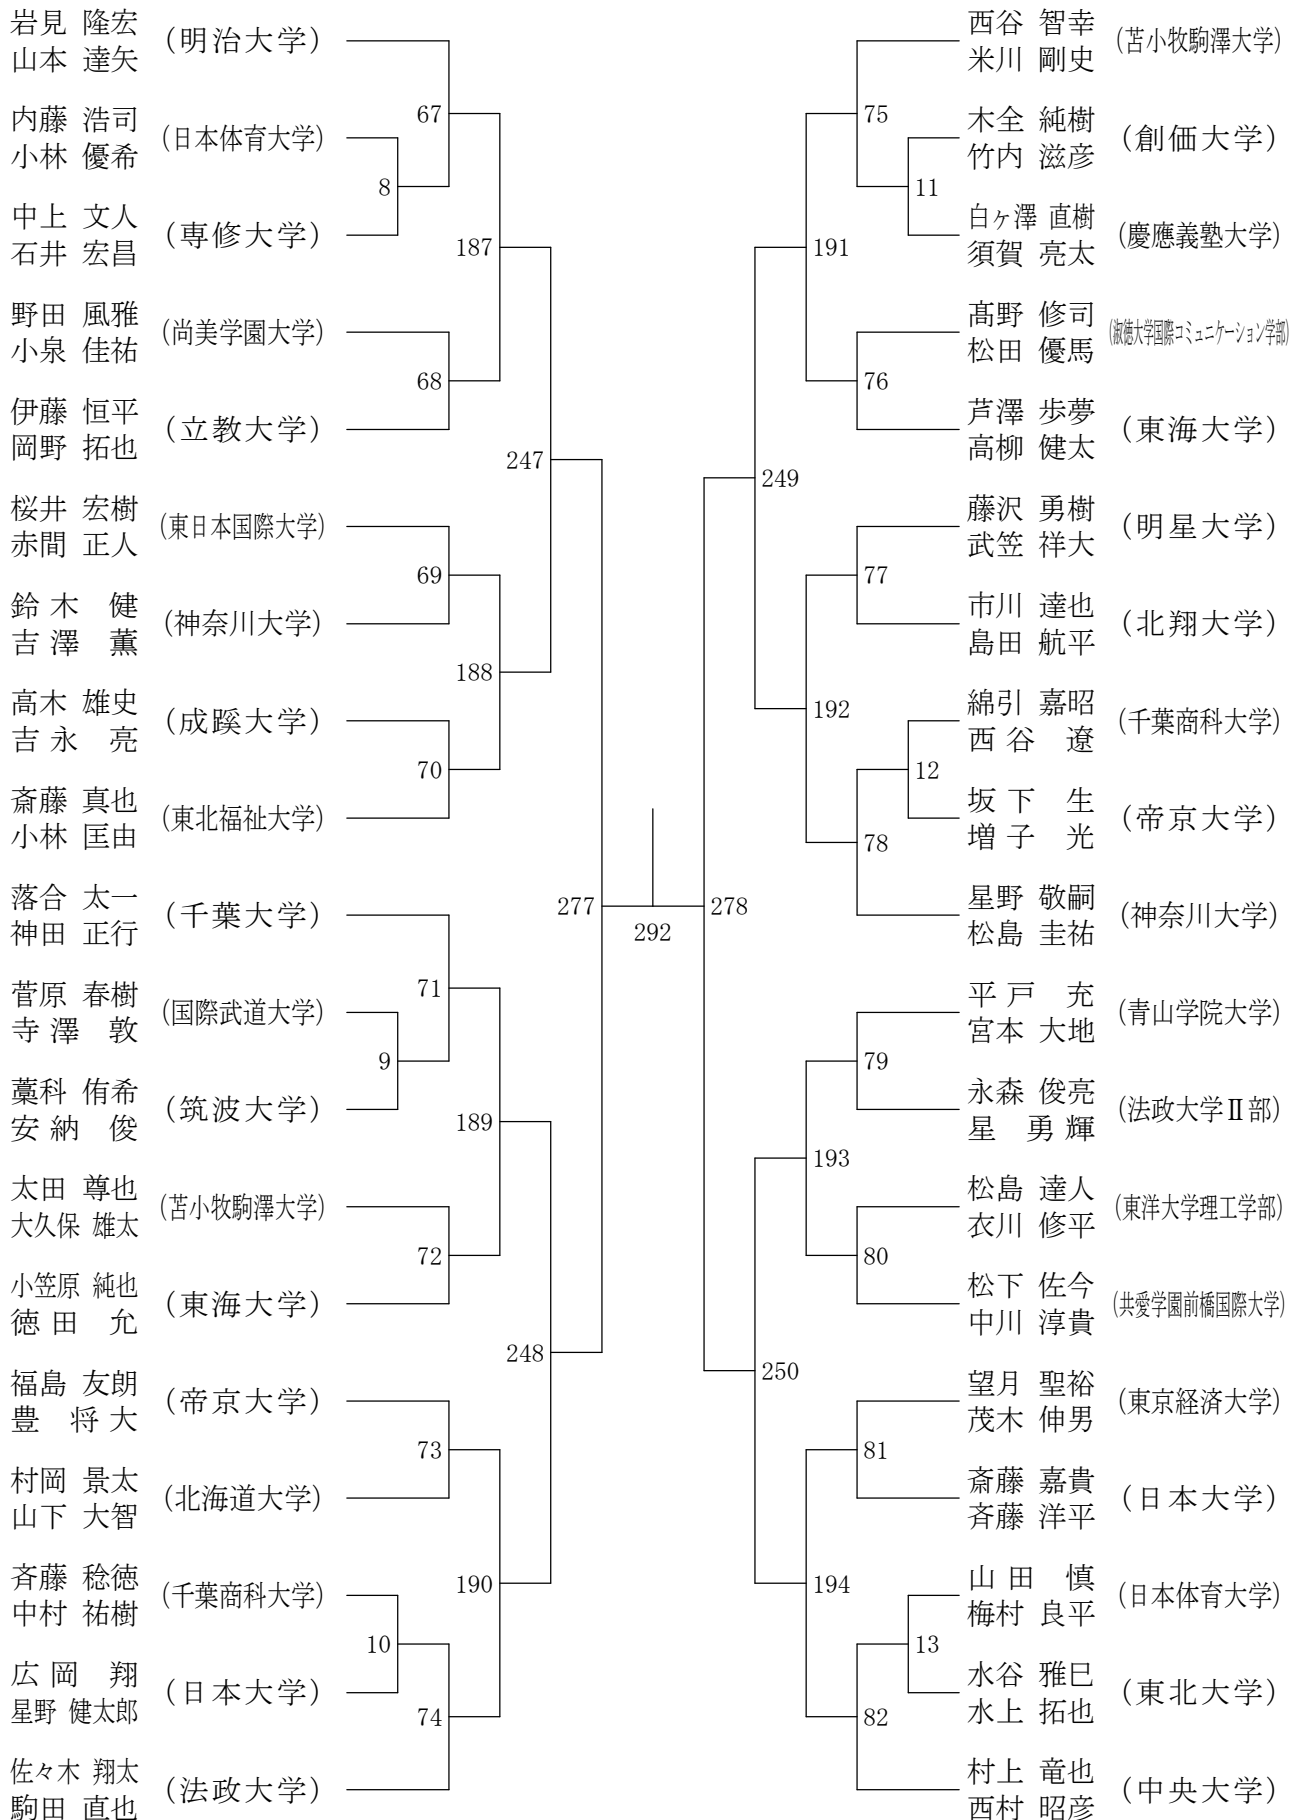 岩見 隆宏
山本 達矢
（明治大学）
内藤 浩司
小林 優希
（日本体育大学）
中上 文人
石井 宏昌
（専修大学）
野田 風雅
小泉 佳祐
（尚美学園大学）
伊藤 恒平
岡野 拓也
（立教大学）
桜井 宏樹
赤間 正人
（東日本国際大学）
鈴木 健
吉澤 薫
（神奈川大学）
高木 雄史
吉永 亮
（成蹊大学）
斎藤 真也
小林 匡由
（東北福祉大学）
落合 太一
神田 正行
（千葉大学）
菅原 春樹
寺澤 敦
（国際武道大学）
藁科 侑希
安納 俊
（筑波大学）
太田 尊也
大久保 雄太
（苫小牧駒澤大学）
小笠原 純也
徳田 允
（東海大学）
福島 友朗
豊 将大
（帝京大学）
村岡 景太
山下 大智
（北海道大学）
斉藤 稔徳
中村 祐樹
（千葉商科大学）
広岡 翔
星野 健太郎
（日本大学）
佐々木 翔太
駒田 直也
（法政大学）
67
8
187
68
247
69
188
70
277
71
9
189
72
248
73
190
10
74
292
西谷 智幸
米川 剛史
（苫小牧駒澤大学）
木全 純樹
竹内 滋彦
（創価大学）
白ヶ澤 直樹
須賀 亮太
（慶應義塾大学）
髙野 修司
松田 優馬
（淑徳大学国際コミュニケーション学部）
芦澤 歩夢
高柳 健太
（東海大学）
藤沢 勇樹
武笠 祥大
（明星大学）
市川 達也
島田 航平
（北翔大学）
綿引 嘉昭
西谷 遼
（千葉商科大学）
坂下 生
増子 光
（帝京大学）
星野 敬嗣
松島 圭祐
（神奈川大学）
平戸 充
宮本 大地
（青山学院大学）
永森 俊亮
星 勇輝
（法政大学Ⅱ部）
松島 達人
衣川 修平
（東洋大学理工学部）
松下 佐今
中川 淳貴
（共愛学園前橋国際大学）
望月 聖裕
茂木 伸男
（東京経済大学）
斎藤 嘉貴
斉藤 洋平
（日本大学）
山田 慎
梅村 良平
（日本体育大学）
水谷 雅巳
水上 拓也
（東北大学）
村上 竜也
西村 昭彦
（中央大学）
75
11
191
76
249
77
192
12
78
278
79
193
80
250
81
194
13
82